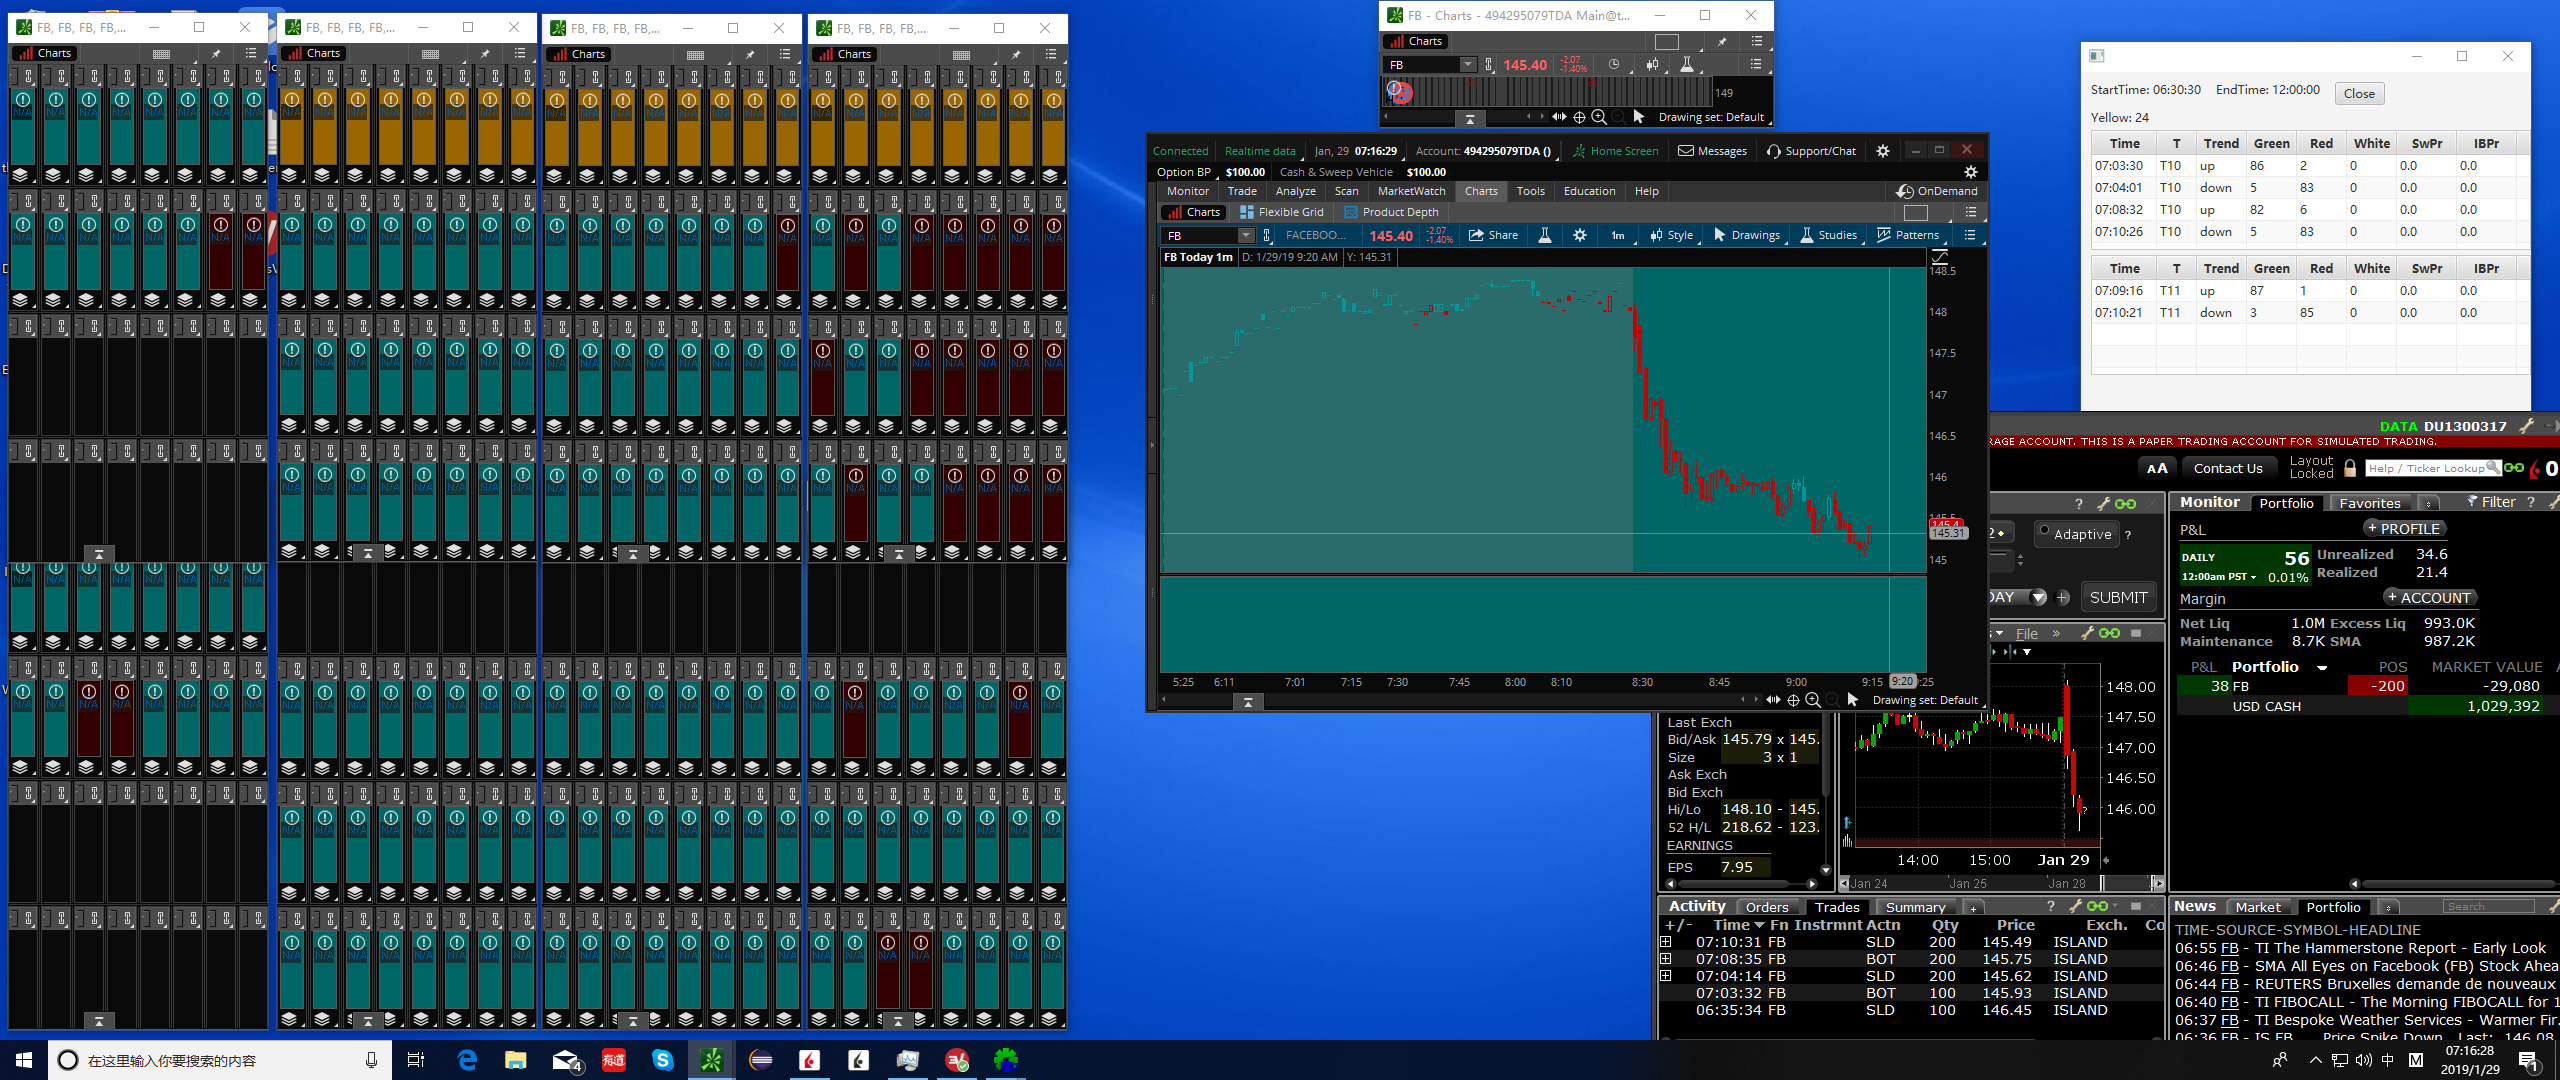 FB, FB, FB, FB,...
Charts
FB, FB, FB, FB,...
Charts
FB, FB, FB, FB,...
Charts
FB, FB, FB, FB,...
Charts
FB - Charts - 494295079TDA Main@t...
Charts
FB 145.40 -2.07 -1.40%
149
Drawing set: Default
Connected Realtime data Jan, 29 07:16:29 Account: 494295079TDA () Home Screen Messages Support/Chat
Option BP $100.00 Cash & Sweep Vehicle $100.00
Monitor Trade Analyze Scan MarketWatch Charts Tools Education Help OnDemand
Charts Flexible Grid Product Depth
FB FACEBOO... 145.40 -2.07 -1.40% Share 1m Style Drawings Studies Patterns
FB Today 1m D: 1/29/19 9:20 AM Y: 145.31
148.5
148
147.5
147
146.5
146
145.31
145
5:25 6:11 7:01 7:15 7:30 7:45 8:00 8:10 8:30 8:45 9:00 9:15 9:20 :25
Drawing set: Default
StartTime: 06:30:30 EndTime: 12:00:00 Close
Yellow: 24
Time T Trend Green Red White SwPr IBPr
07:03:30 T10 up 86 2 0 0.0 0.0
07:04:01 T10 down 5 83 0 0.0 0.0
07:08:32 T10 up 82 6 0 0.0 0.0
07:10:26 T10 down 5 83 0 0.0 0.0
Time T Trend Green Red White SwPr IBPr
07:09:16 T11 up 87 1 0 0.0 0.0
07:10:21 T11 down 3 85 0 0.0 0.0
DATA DU1300317
RAGE ACCOUNT. THIS IS A PAPER TRADING ACCOUNT FOR SIMULATED TRADING.
AA Contact Us Layout Locked Help / Ticker Lookup
Adaptive ?
DAY + SUBMIT
File »
Monitor Portfolio Favorites Filter ?
P&L + PROFILE
DAILY 56 Unrealized 34.6
12:00am PST 0.01% Realized 21.4
Margin + ACCOUNT
Net Liq 1.0M Excess Liq 993.0K
Maintenance 8.7K SMA 987.2K
P&L Portfolio POS MARKET VALUE
38 FB -200 -29,080
USD CASH 1,029,392
Last Exch
Bid/Ask 145.79 x 145.
Size 3 x 1
Ask Exch
Bid Exch
Hi/Lo 148.10 - 145.
52 H/L 218.62 - 123.
EARNINGS
EPS 7.95
148.00
147.50
147.00
146.50
146.00
14:00 15:00 Jan 29
Jan 24 Jan 25 Jan 28
Activity Orders Trades Summary + ?
+/- Time Fn Instrmnt Actn Qty Price Exch. Co
07:10:31 FB SLD 200 145.49 ISLAND
07:08:35 FB BOT 200 145.75 ISLAND
07:04:14 FB SLD 200 145.62 ISLAND
07:03:32 FB BOT 100 145.93 ISLAND
06:35:34 FB SLD 100 146.45 ISLAND
News Market Portfolio Search
TIME-SOURCE-SYMBOL-HEADLINE
06:55 FB - TI The Hammerstone Report - Early Look
06:46 FB - SMA All Eyes on Facebook (FB) Stock Ahea
06:44 FB - REUTERS Bruxelles demande de nouveaux
06:40 FB - TI FIBOCALL - The Morning FIBOCALL for 1
06:37 FB - TI Bespoke Weather Services - Warmer Fir.
在这里输入你要搜索的内容
4
有道
中 M
07:16:28
2019/1/29
1